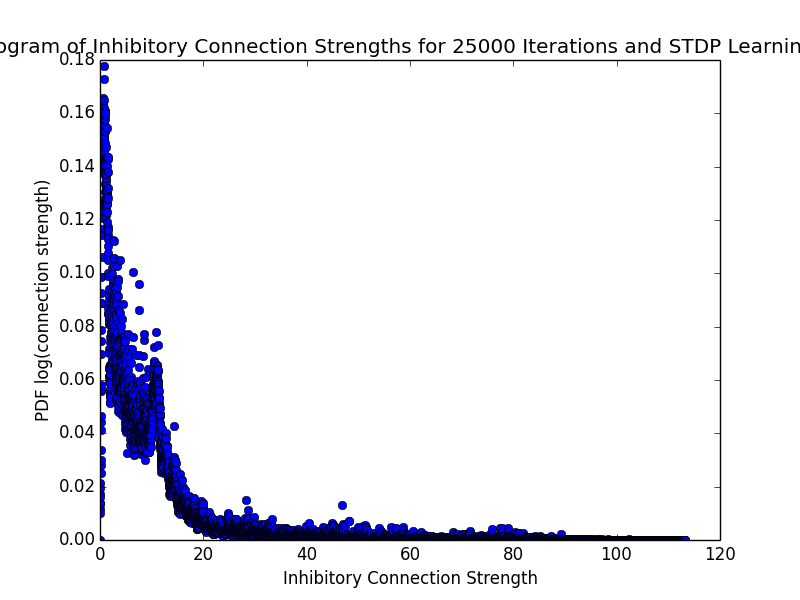 ogram of Inhibitory Connection Strengths for 25000 Iterations and STDP Learnin
0.18
0.16
0.14
0.12
0.10
0.08
0.06
0.04
0.02
0.00
PDF log(connection strength)
0 20 40 60 80 100 120
Inhibitory Connection Strength